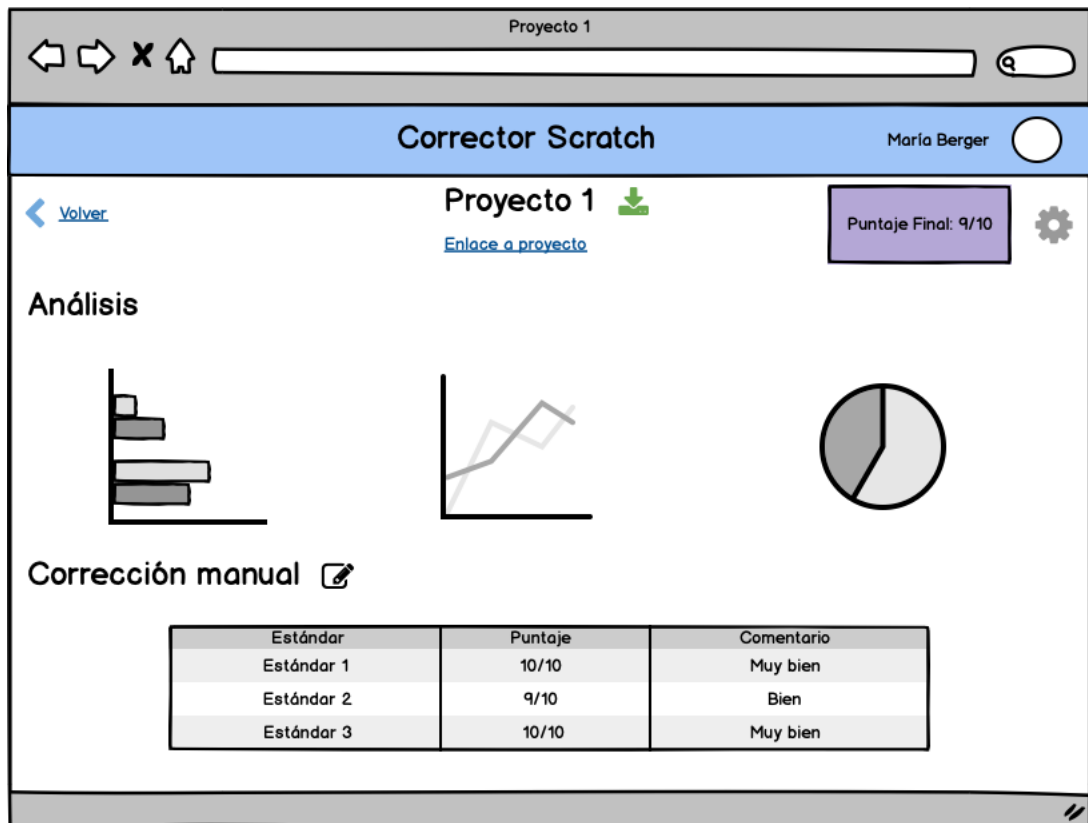 Proyecto 1
Corrector Scratch
María Berger
Volver
Proyecto 1
Enlace a proyecto
Puntaje Final: 9/10
Análisis
Corrección manual
Estándar Puntaje Comentario
Estándar 1 10/10 Muy bien
Estándar 2 9/10 Bien
Estándar 3 10/10 Muy bien